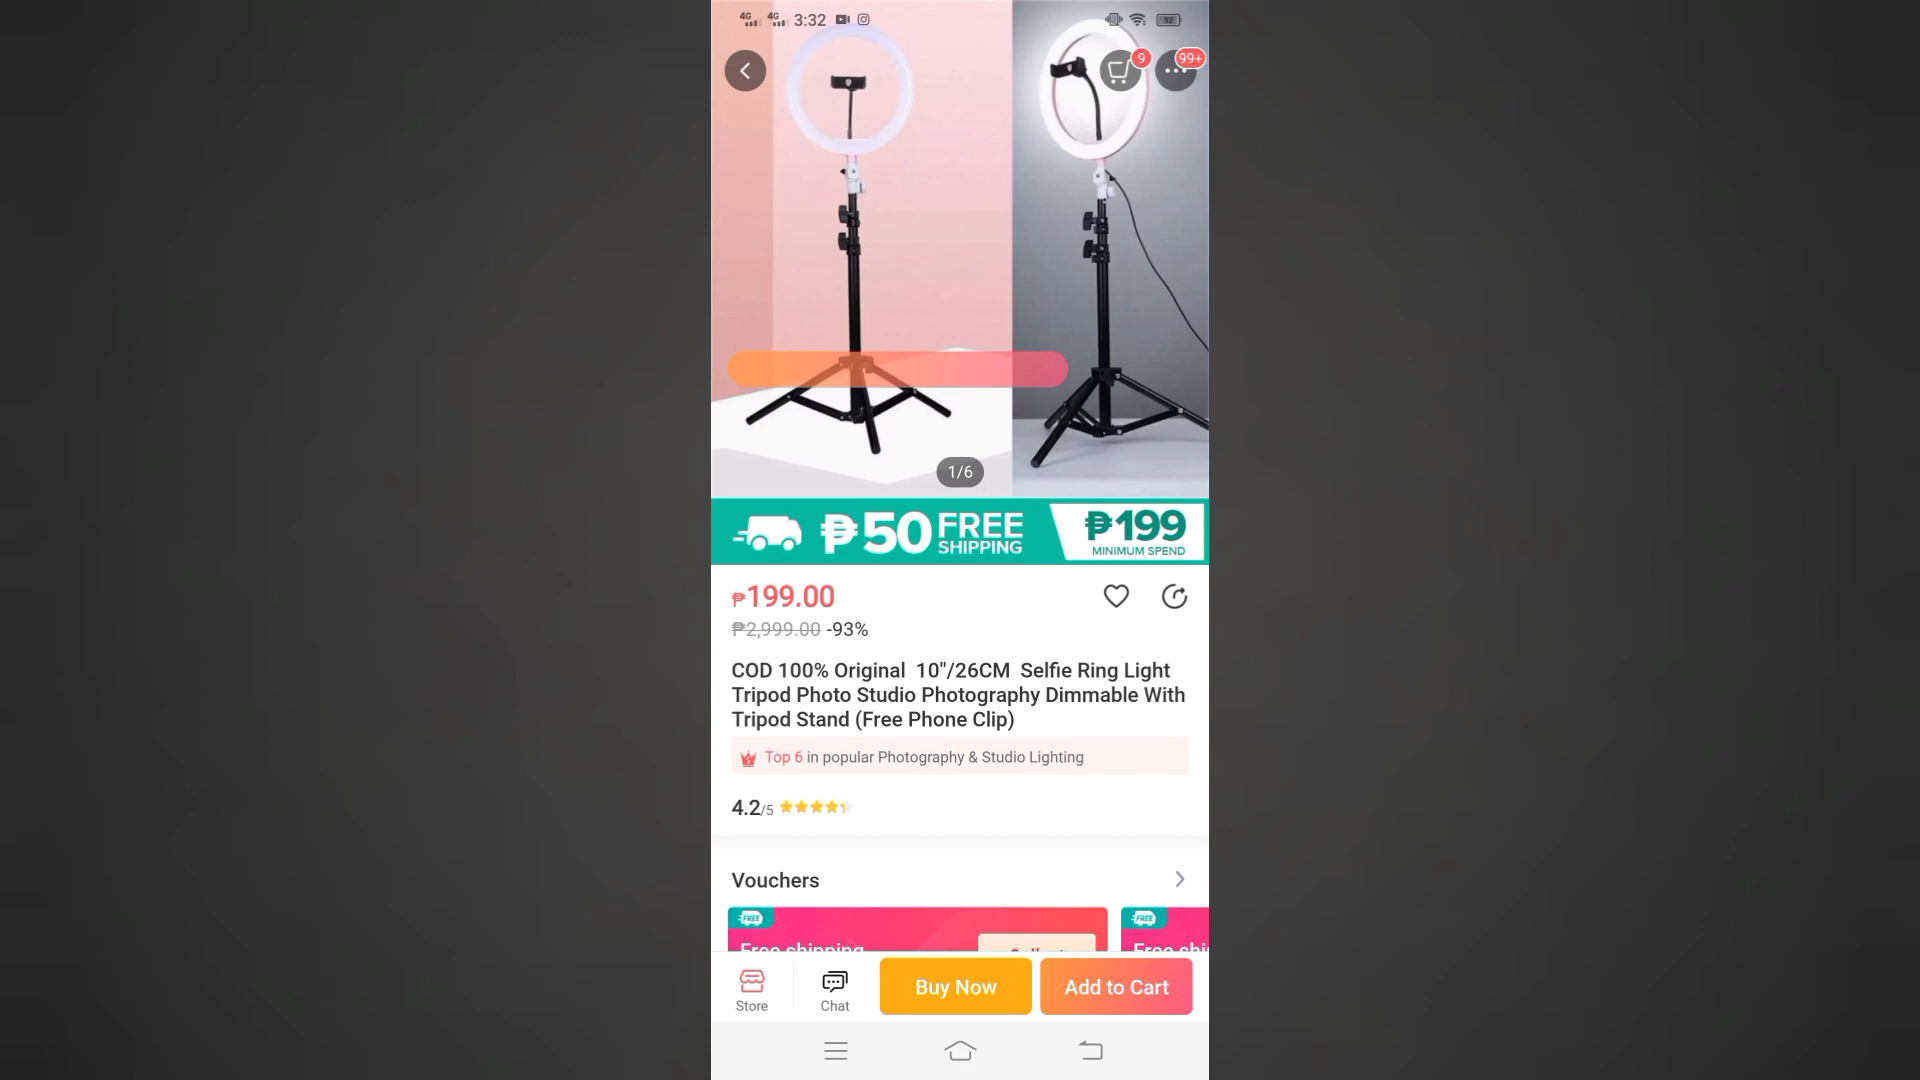 4G 4G 3:32 92
9 99+
1/6
₱50 FREE SHIPPING ₱199 MINIMUM SPEND
₱199.00
₱2,999.00 -93%
COD 100% Original 10"/26CM Selfie Ring Light
Tripod Photo Studio Photography Dimmable With
Tripod Stand (Free Phone Clip)
Top 6 in popular Photography & Studio Lighting
4.2/5
Vouchers
FREE FREE
Free shipping
Store Chat Buy Now Add to Cart